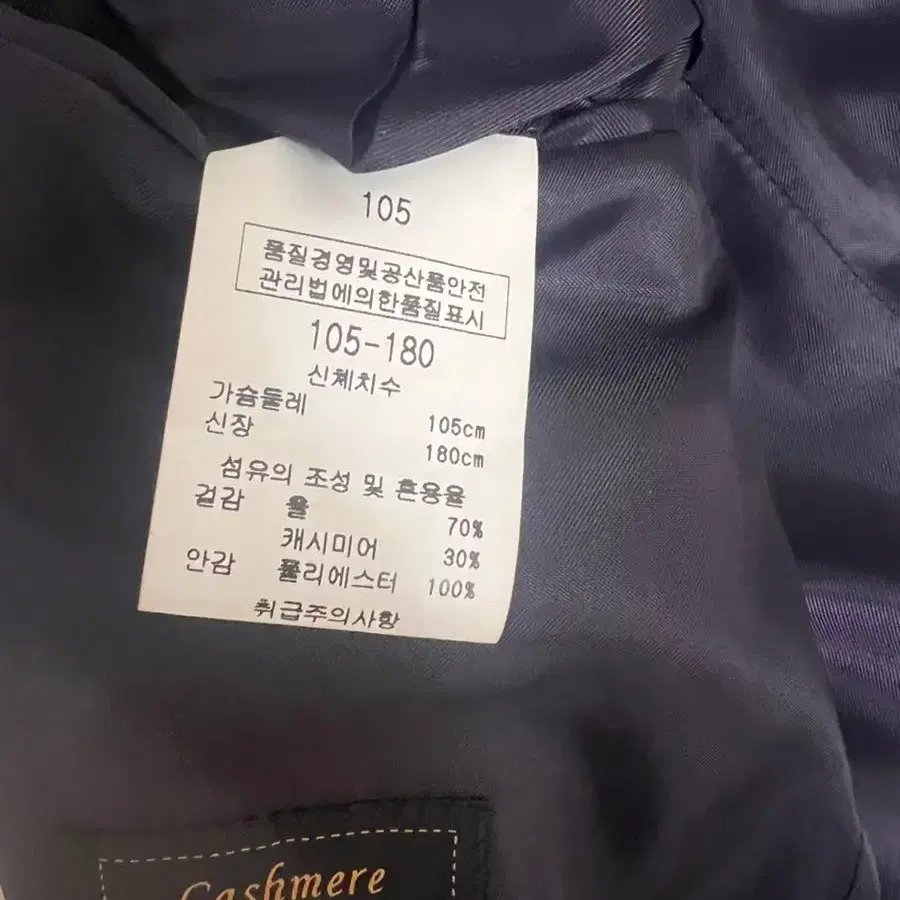 105
품질경영및공산품안전
관리법에의한품질표시
105-180
신체치수
가슴둘레 105cm
신장 180cm
섬유의 조성 및 혼용율
겉감 울 70%
캐시미어 30%
안감 폴리에스터 100%
취급주의사항
Cashmere